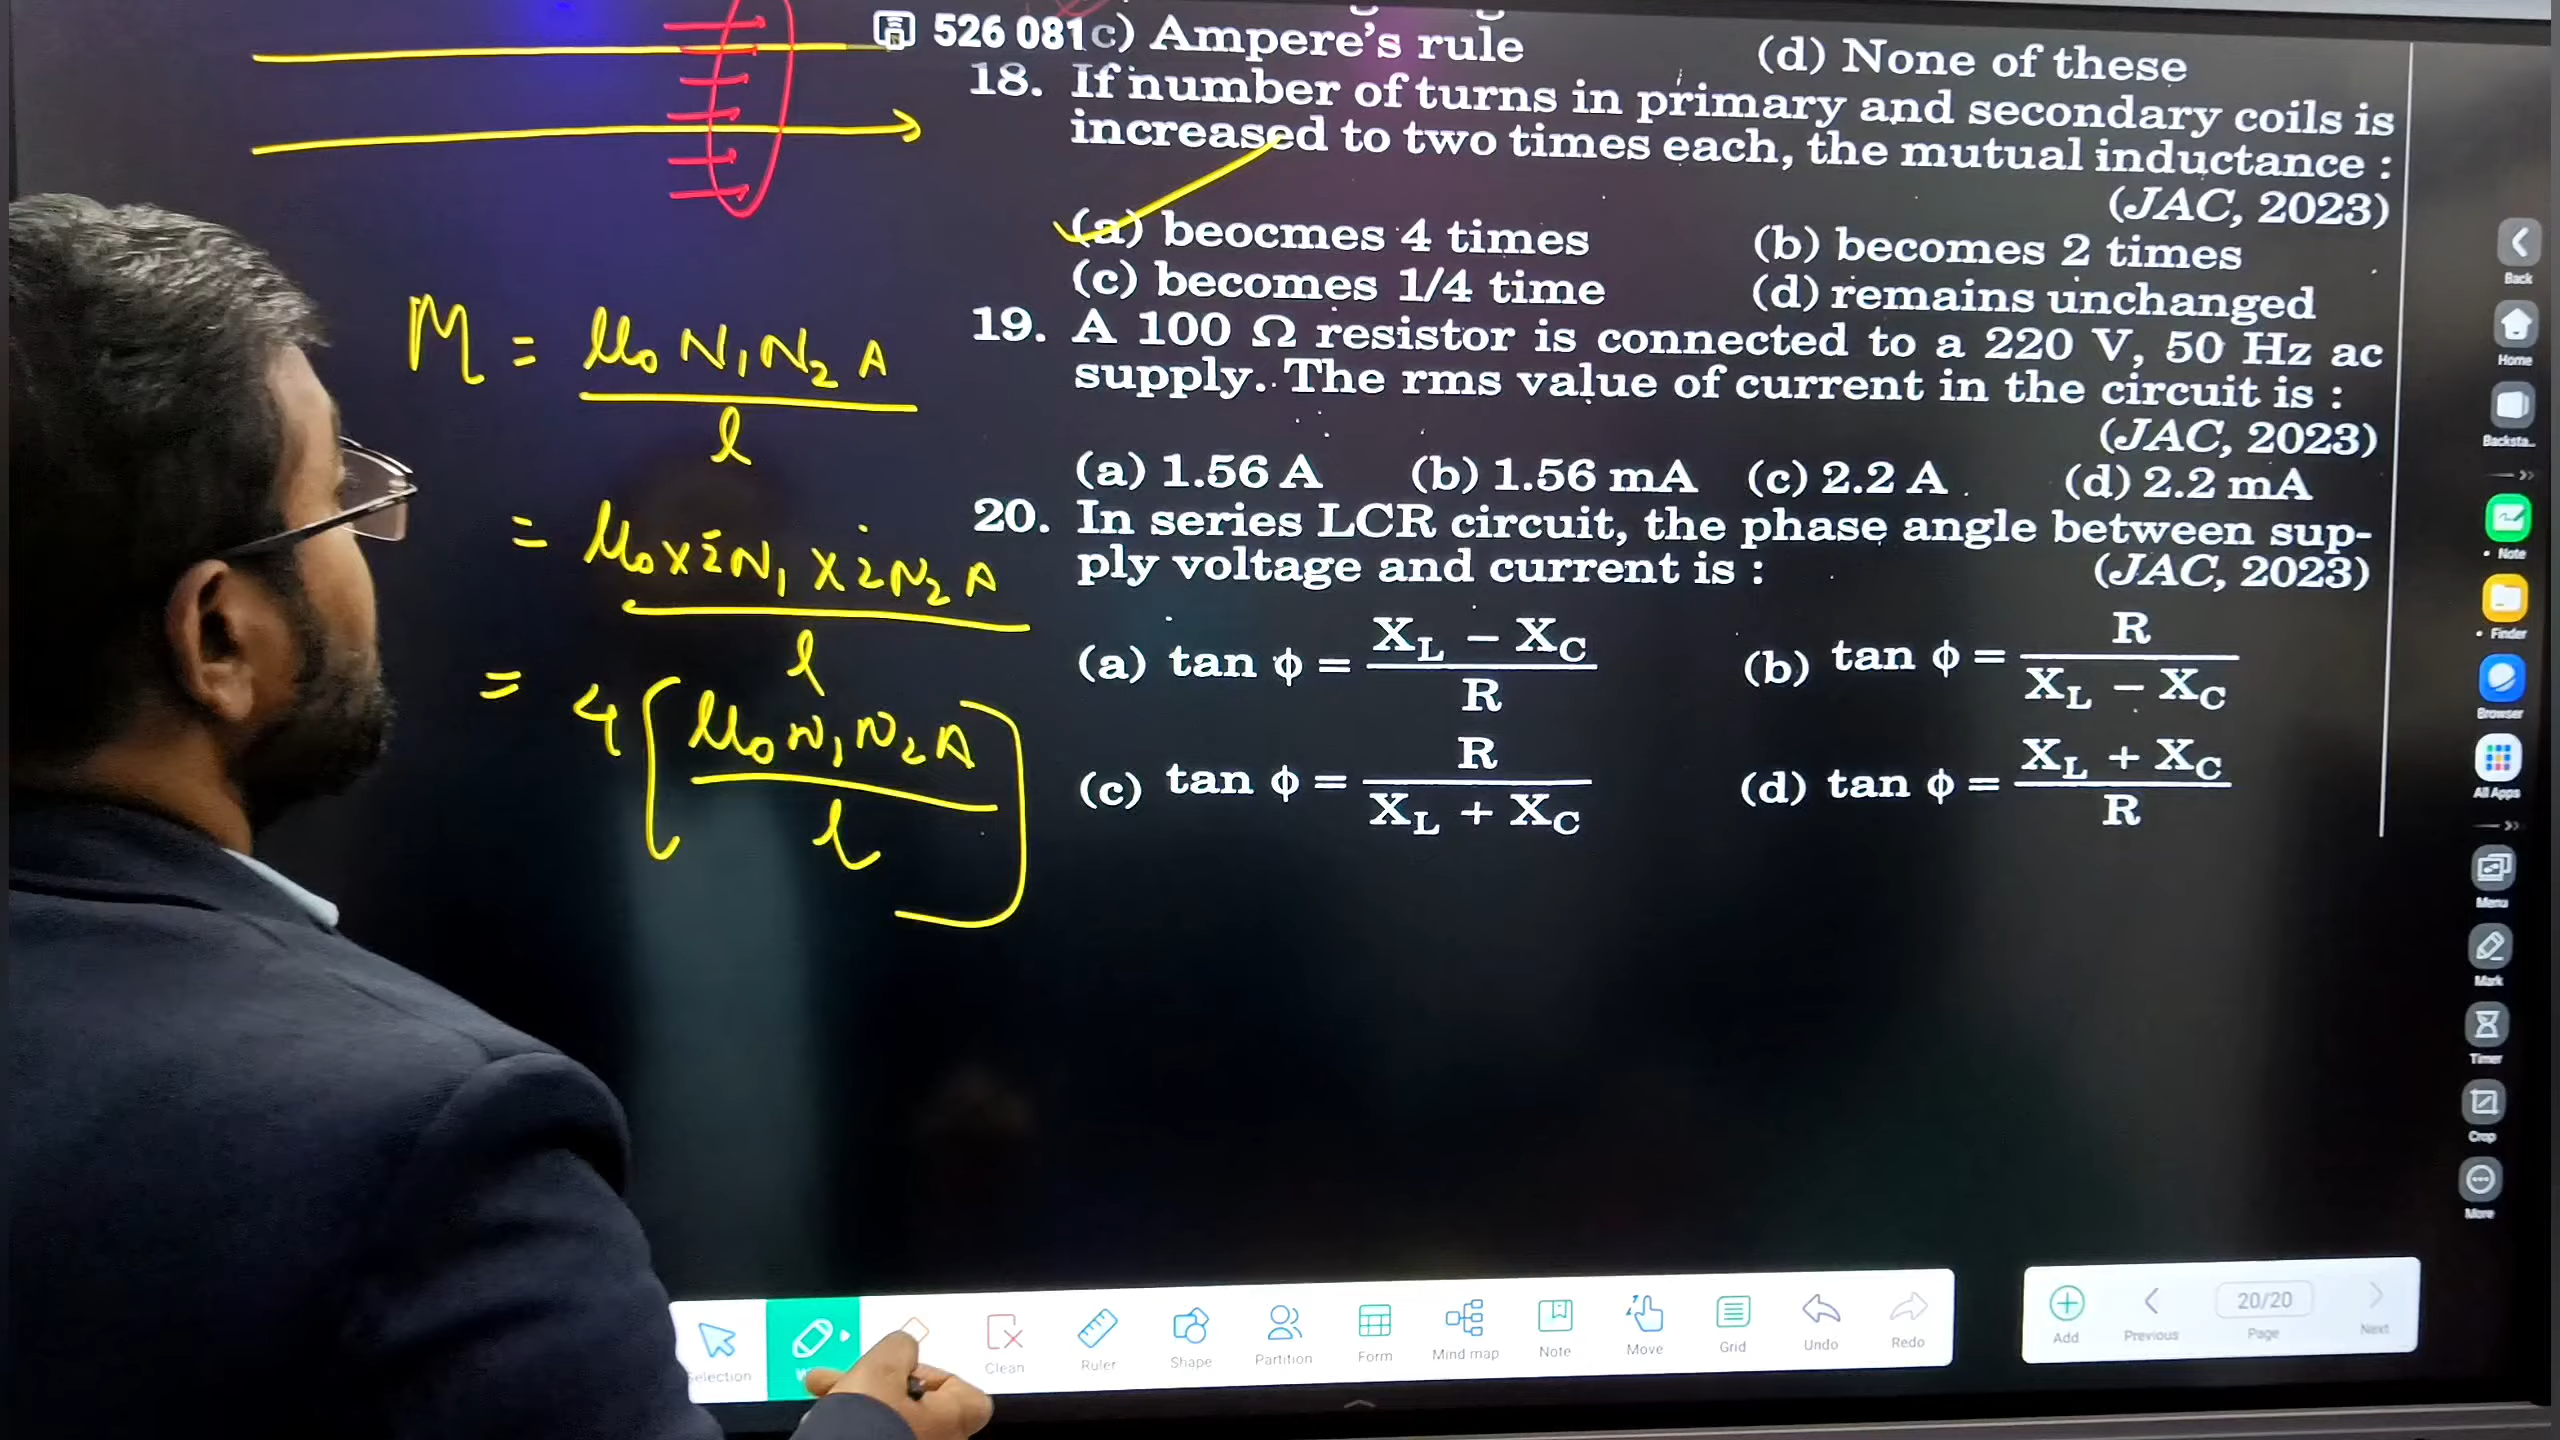 526 081
c) Ampere's rule (d) None of these
18. If number of turns in primary and secondary coils is
increased to two times each, the mutual inductance :
(JAC, 2023)
(a) beocmes 4 times (b) becomes 2 times
(c) becomes 1/4 time (d) remains unchanged
19. A 100 Ω resistor is connected to a 220 V, 50 Hz ac
supply. The rms value of current in the circuit is :
(JAC, 2023)
(a) 1.56 A (b) 1.56 mA (c) 2.2 A (d) 2.2 mA
20. In series LCR circuit, the phase angle between sup-
ply voltage and current is : (JAC, 2023)
(a) tan ϕ = (X_L − X_C)/R (b) tan ϕ = R/(X_L − X_C)
(c) tan ϕ = R/(X_L + X_C) (d) tan ϕ = (X_L + X_C)/R
M = μ₀ N₁N₂ A / l
= μ₀ x 2N₁ x 2N₂ A / l
= 4 [μ₀ N₁N₂A / l]
Back
Home
Backsta...
Note
Finder
Browser
All Apps
Menu
Mark
Timer
Crop
More
Selection Clean Ruler Shape Partition Form Mind map Note Move Grid Undo Redo
Add Previous 20/20 Page Next